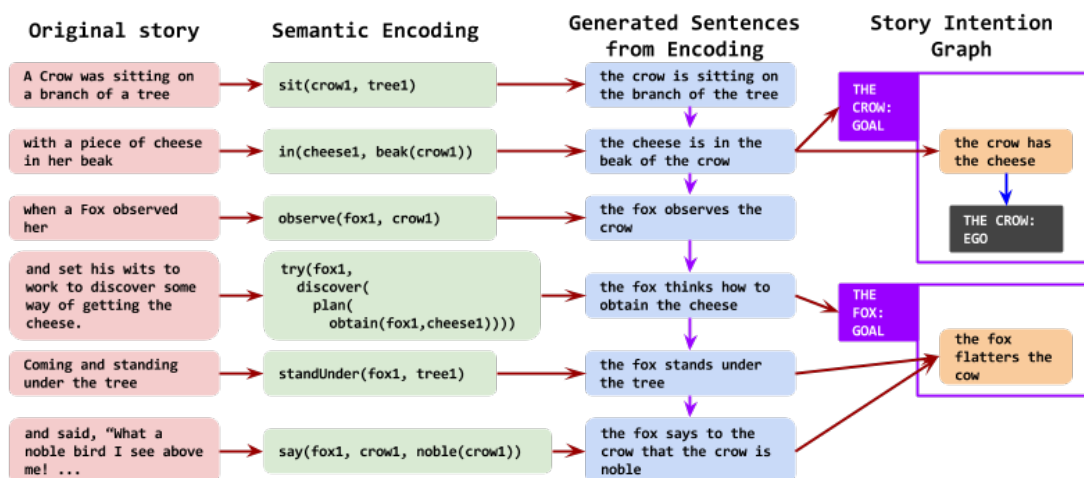 Original story
Semantic Encoding
Generated Sentences
from Encoding
Story Intention
Graph
A Crow was sitting on
a branch of a tree
sit(crow1, tree1)
the crow is sitting on
the branch of the tree
THE
CROW:
GOAL
with a piece of cheese
in her beak
in(cheese1, beak(crow1))
the cheese is in the
beak of the crow
the crow has
the cheese
when a Fox observed
her
observe(fox1, crow1)
the fox observes the
crow
THE CROW:
EGO
and set his wits to
work to discover some
way of getting the
cheese.
try(fox1,
discover(
plan(
obtain(fox1,cheese1))))
the fox thinks how to
obtain the cheese
THE
FOX:
GOAL
Coming and standing
under the tree
standUnder(fox1, tree1)
the fox stands under
the tree
the fox
flatters the
cow
and said, “What a
noble bird I see above
me! ...
say(fox1, crow1, noble(crow1))
the fox says to the
crow that the crow is
noble